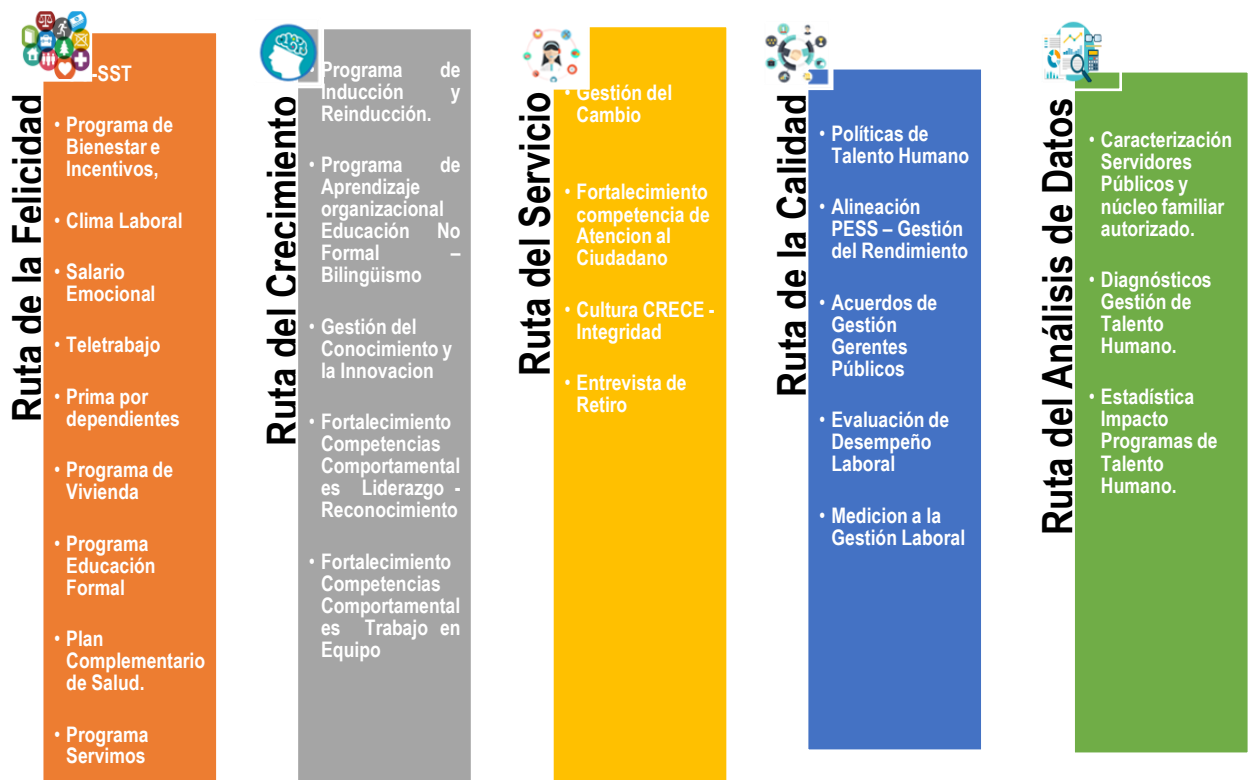 Ruta de la Felicidad
-SST
• Programa de
Bienestar e
Incentivos,
• Clima Laboral
• Salario
Emocional
• Teletrabajo
• Prima por
dependientes
• Programa de
Vivienda
• Programa
Educación
Formal
• Plan
Complementario
de Salud.
• Programa
Servimos
Ruta del Crecimiento
Programa de
Inducción y
Reinducción.
• Programa de
Aprendizaje
organizacional
Educación No
Formal –
Bilingüismo
• Gestión del
Conocimiento y
la Innovacion
• Fortalecimiento
Competencias
Comportamental
es Liderazgo -
Reconocimiento
• Fortalecimiento
Competencias
Comportamental
es Trabajo en
Equipo
Ruta del Servicio
• Gestión del
Cambio
• Fortalecimiento
competencia de
Atencion al
Ciudadano
• Cultura CRECE -
Integridad
• Entrevista de
Retiro
Ruta de la Calidad
• Políticas de
Talento Humano
• Alineación
PESS – Gestión
del Rendimiento
• Acuerdos de
Gestión
Gerentes
Públicos
• Evaluación de
Desempeño
Laboral
• Medicion a la
Gestión Laboral
Ruta del Análisis de Datos
• Caracterización
Servidores
Públicos y
núcleo familiar
autorizado.
• Diagnósticos
Gestión de
Talento
Humano.
• Estadística
Impacto
Programas de
Talento
Humano.